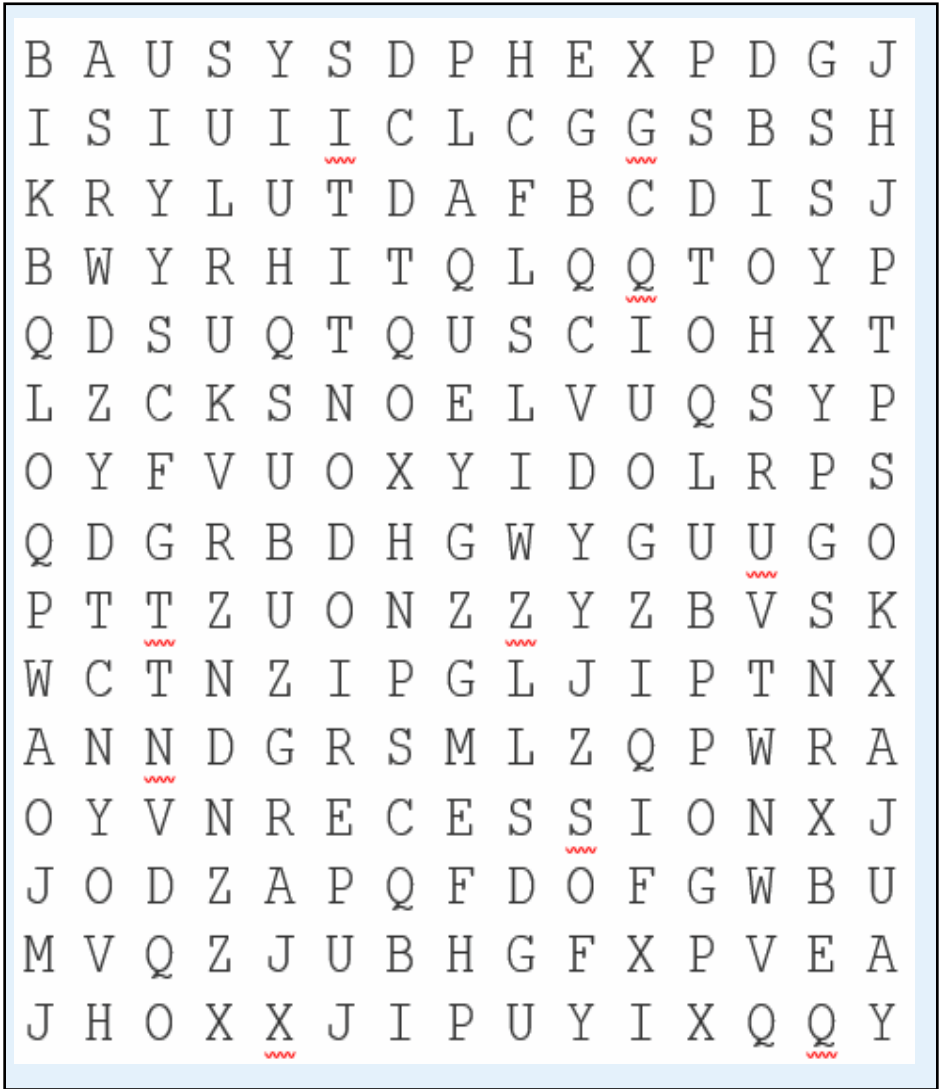 B A U S Y S D P H E X P D G J
I S I U I I C L C G G S B S H
K R Y L U T D A F B C D I S J
B W Y R H I T Q L Q Q T O Y P
Q D S U Q T Q U S C I O H X T
L Z C K S N O E L V U Q S Y P
O Y F V U O X Y I D O L R P S
Q D G R B D H G W Y G U U G O
P T T Z U O N Z Z Y Z B V S K
W C T N Z I P G L J I P T N X
A N N D G R S M L Z Q P W R A
O Y V N R E C E S S I O N X J
J O D Z A P Q F D O F G W B U
M V Q Z J U B H G F X P V E A
J H O X X J I P U Y I X Q Q Y